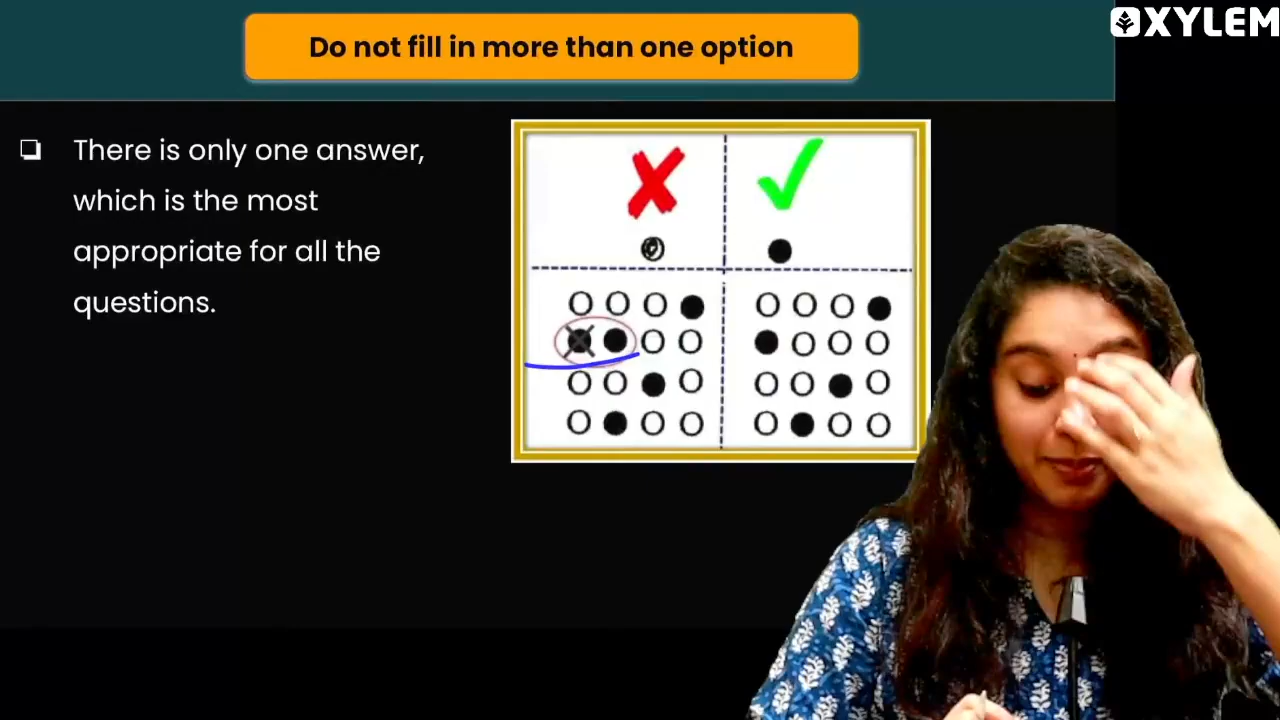 Do not fill in more than one option
XYLEM
There is only one answer,
which is the most
appropriate for all the
questions.